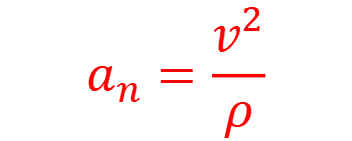 aₙ = v²/ρ